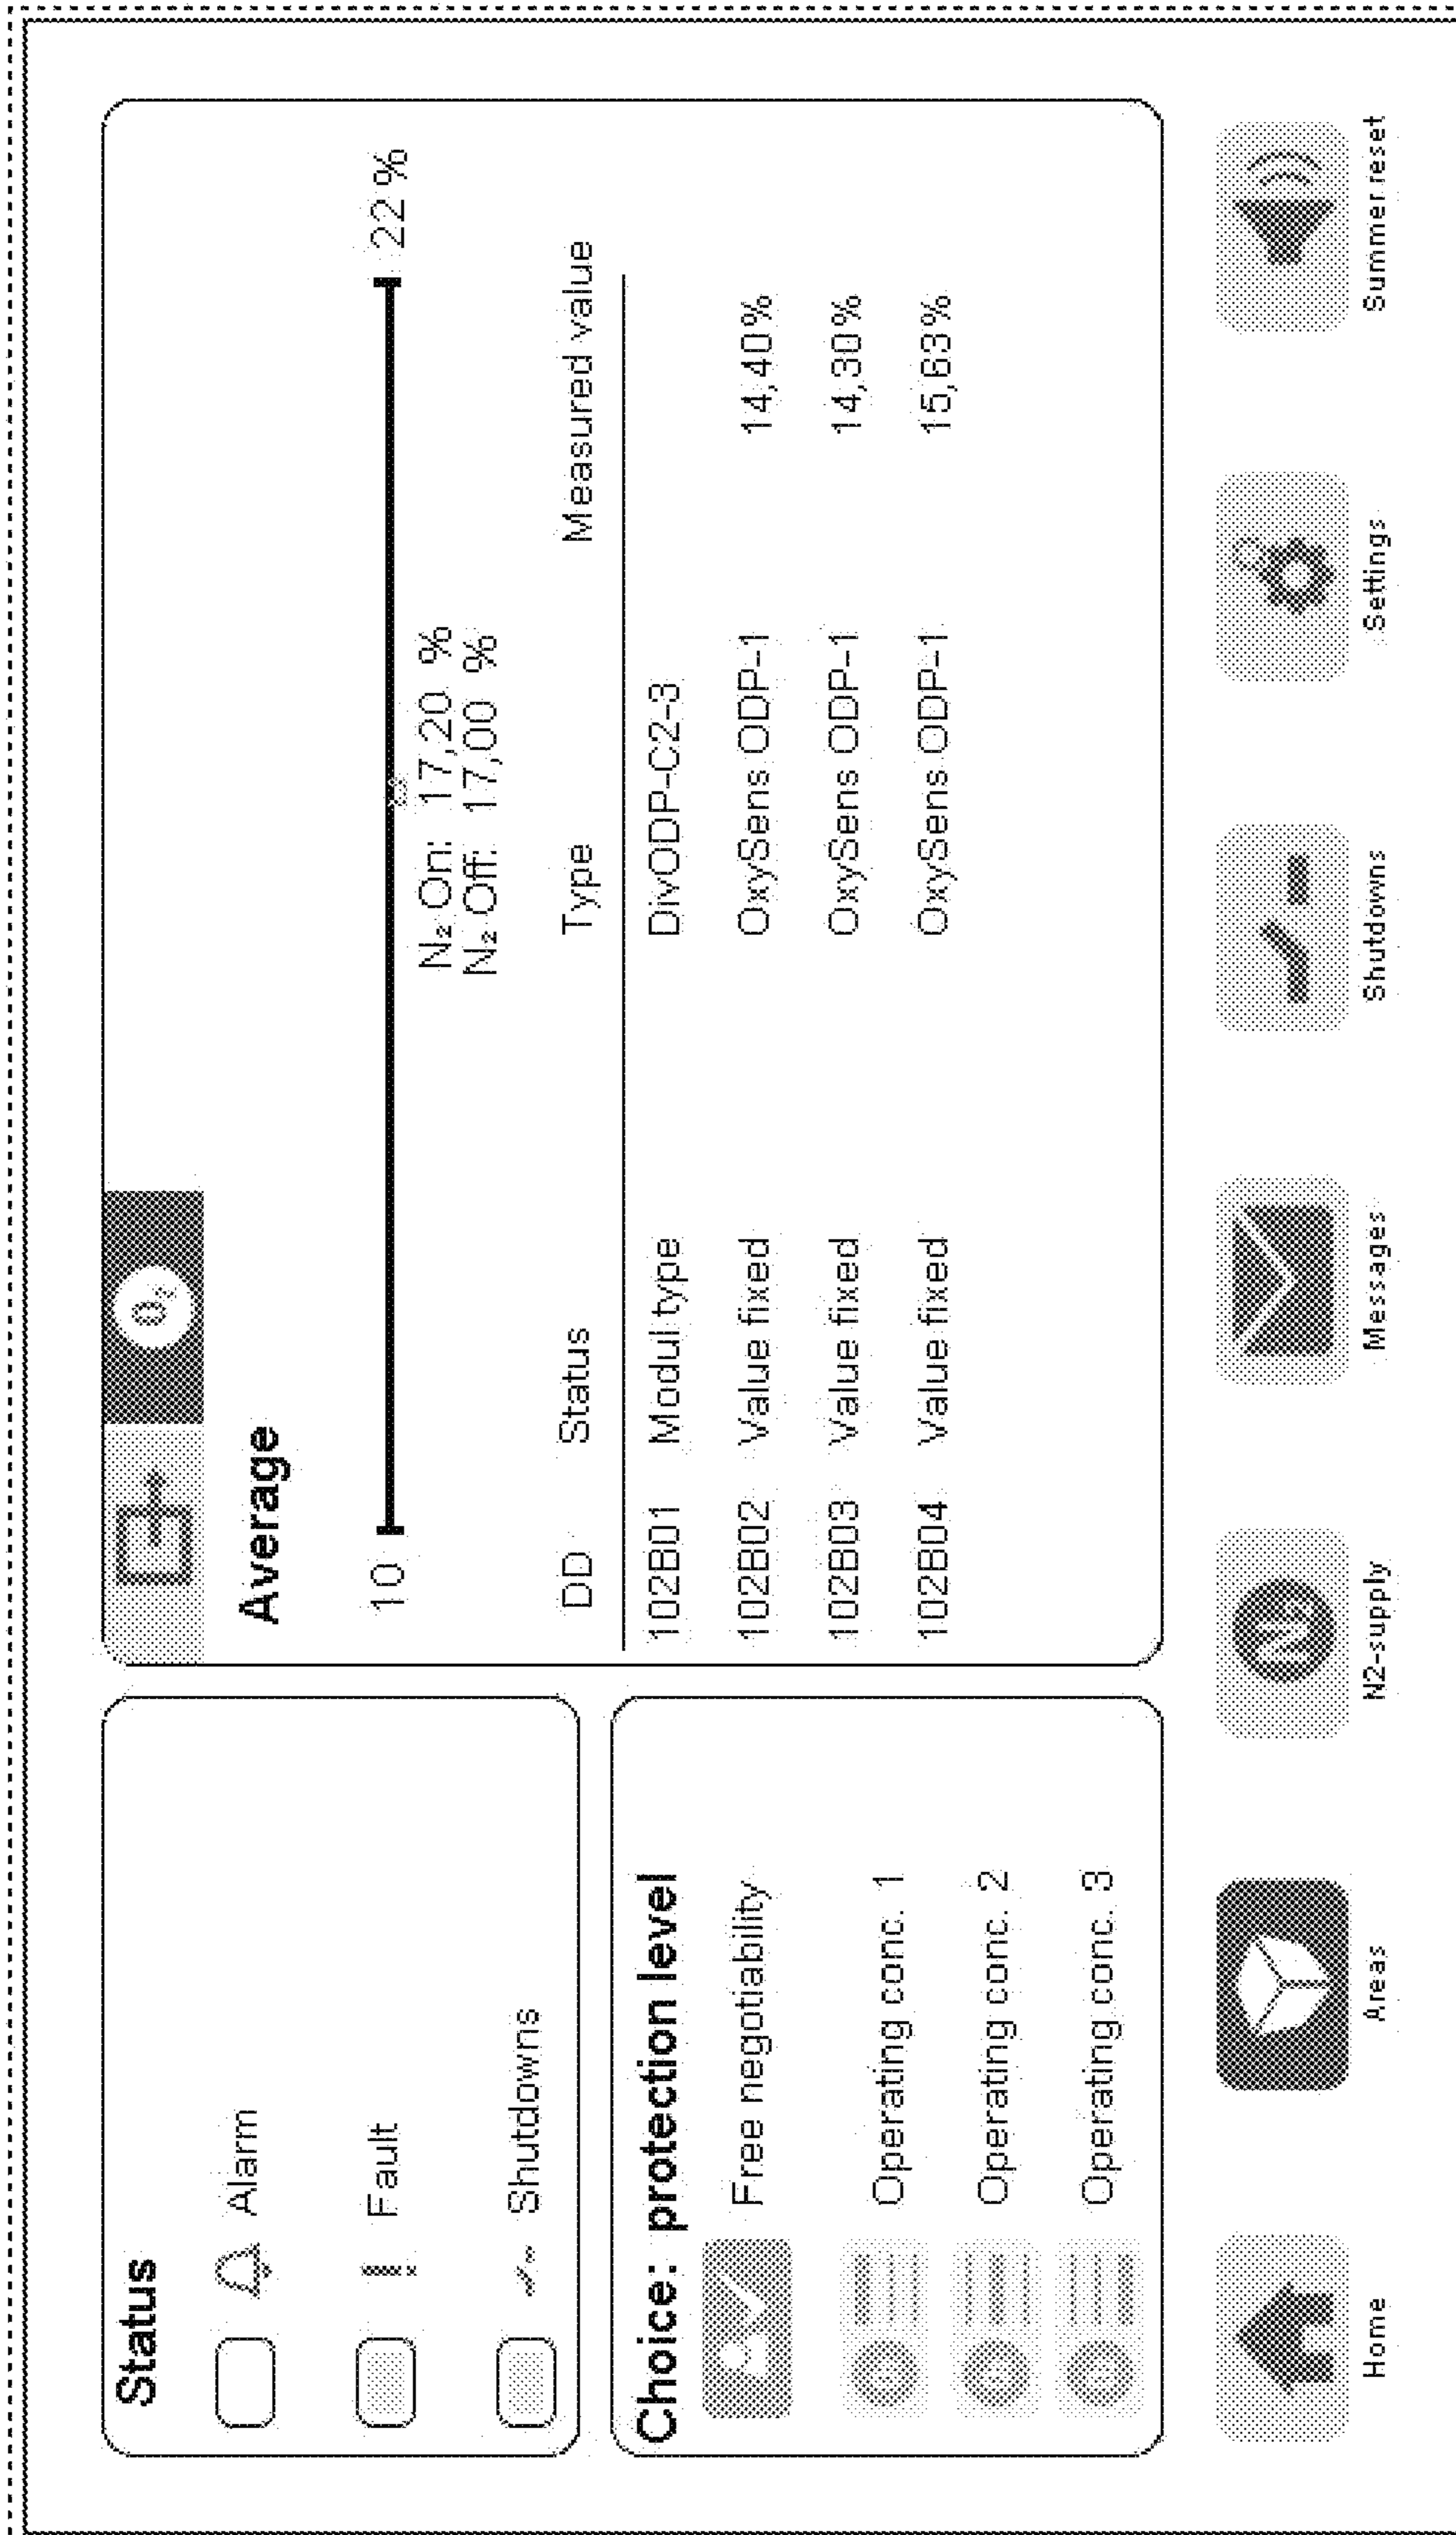 Status
Alarm
Fault
Shutdowns
Choice: protection level
Free negotiability
Operating conc. 1
Operating conc. 2
Operating conc. 3
O₂
Average
10 22 %
N₂ On: 17,20 %
N₂ Off: 17,00 %
DD Status Type Measured value
102B01 Modul type DivODP-C2-3
102B02 Value fixed OxySens ODP-1 14,40%
102B03 Value fixed OxySens ODP-1 14,30%
102B04 Value fixed OxySens ODP-1 15,63%
N₂
Home Areas N2-supply Messages Shutdowns Settings Summer reset